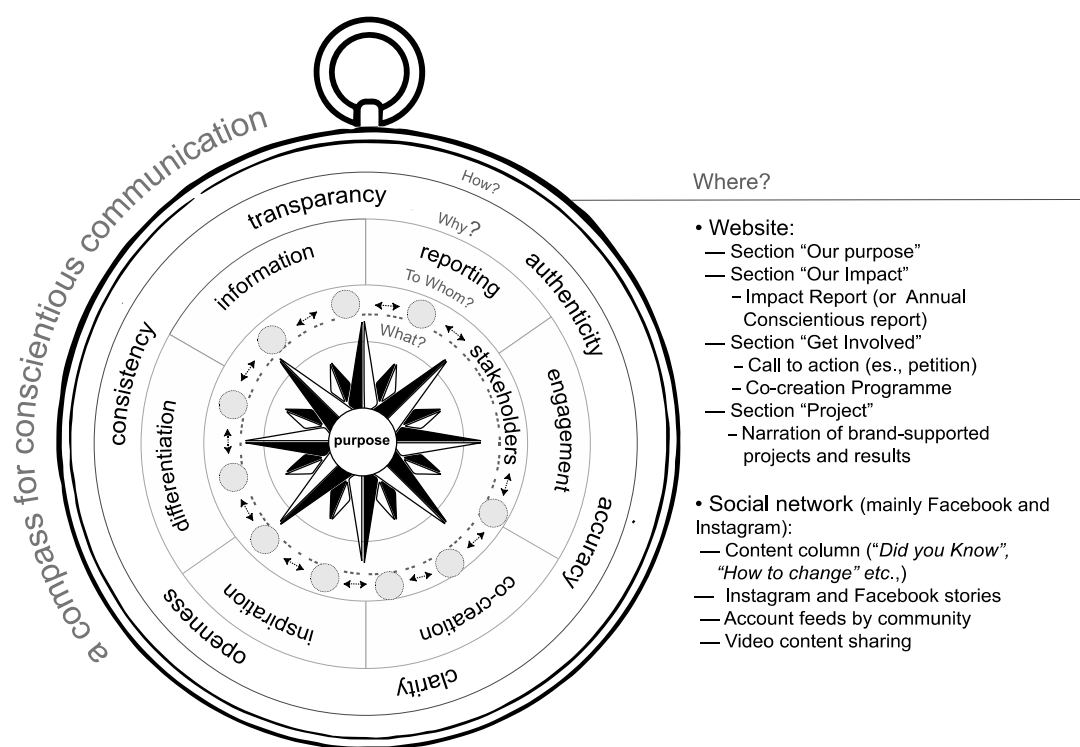 a compass for conscientious communication
How?
transparancy
authenticity
accuracy
clarity
openness
consistency
Why?
reporting
engagement
co-creation
inspiration
differentiation
information
To Whom?
stakeholders
What?
purpose
Where?
• Website:
— Section “Our purpose”
— Section “Our Impact”
– Impact Report (or Annual
Conscientious report)
— Section “Get Involved”
– Call to action (es., petition)
– Co-creation Programme
— Section “Project”
– Narration of brand-supported
projects and results
• Social network (mainly Facebook and
Instagram):
— Content column (“Did you Know”,
“How to change” etc.,)
— Instagram and Facebook stories
— Account feeds by community
— Video content sharing